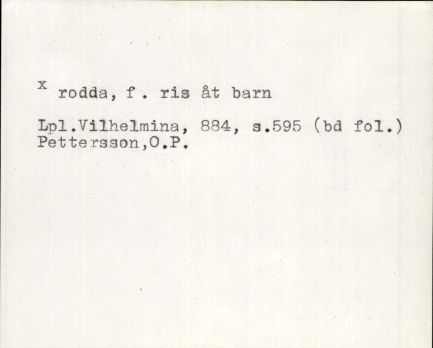 x rodda, f. ris åt barn
Lpl.Vilhelmina, 884, s.595 (bd fol.)
Pettersson,O.P.